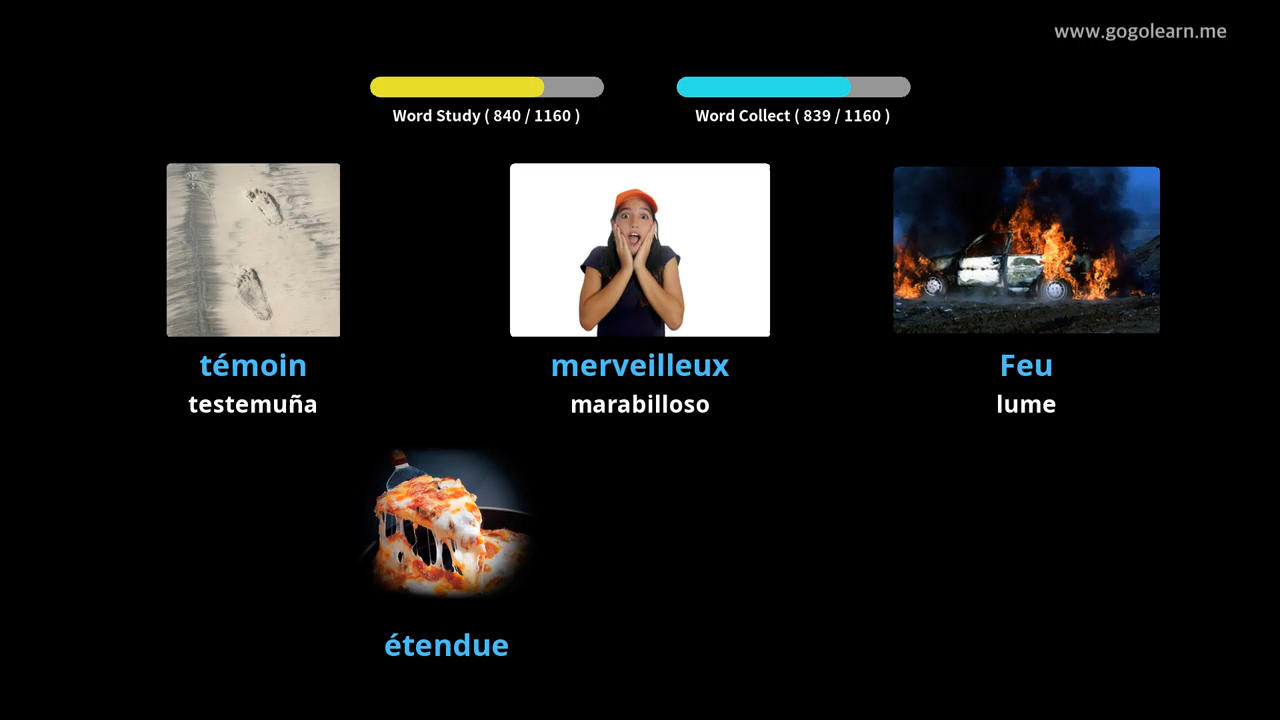 www.gogolearn.me
Word Study ( 840 / 1160 )
Word Collect ( 839 / 1160 )
témoin
merveilleux
Feu
testemuña
marabilloso
lume
étendue